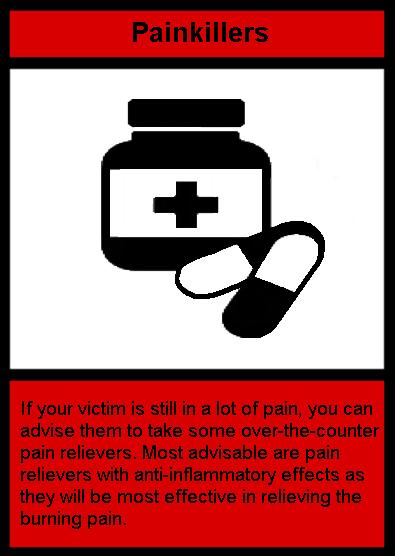 Painkillers
If your victim is still in a lot of pain, you can
advise them to take some over-the-counter
pain relievers. Most advisable are pain
relievers with anti-inflammatory effects as
they will be most effective in relieving the
burning pain.